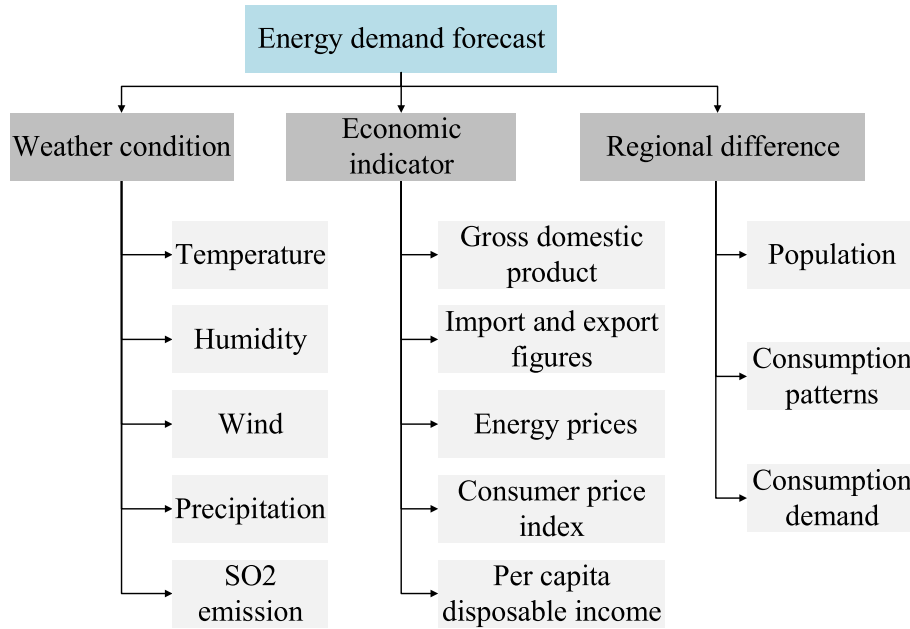 Energy demand forecast
Weather condition
Economic
indicator
Regional difference
Temperature
Humidity
Wind
Precipitation
SO2
emission
Gross domestic
product
Import and export
figures
Energy prices
Consumer price
index
Per capita
disposable income
Population
Consumption
patterns
Consumption
demand